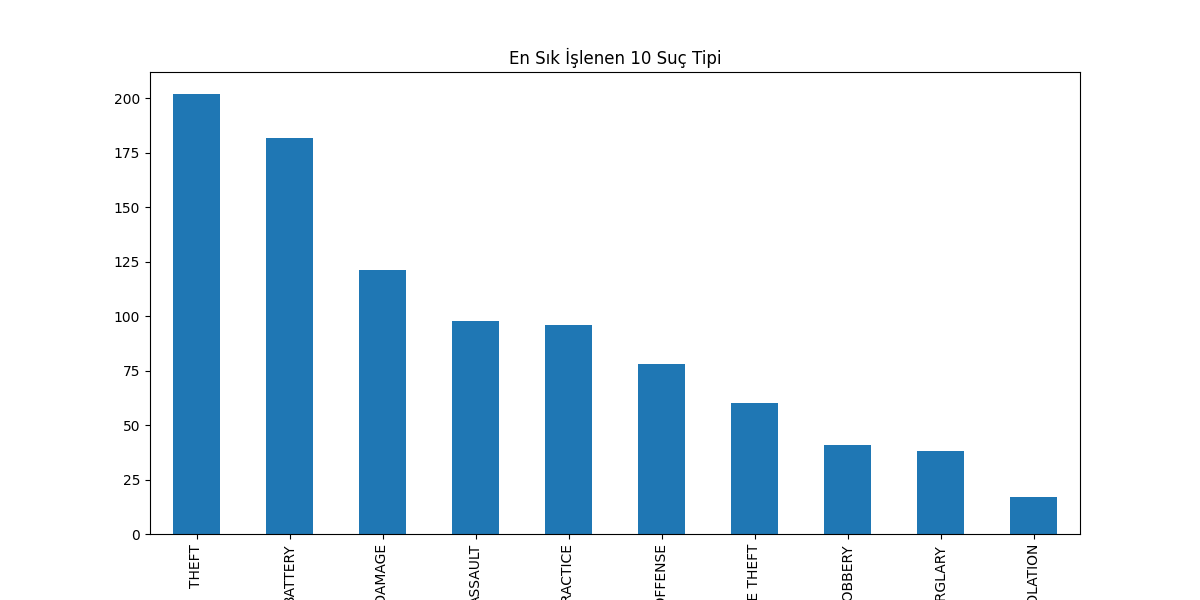 En Sık İşlenen 10 Suç Tipi
200
175
150
125
100
75
50
25
0
THEFT
BATTERY
DAMAGE
ASSAULT
RACTICE
OFFENSE
E THEFT
OBBERY
RGLARY
OLATION